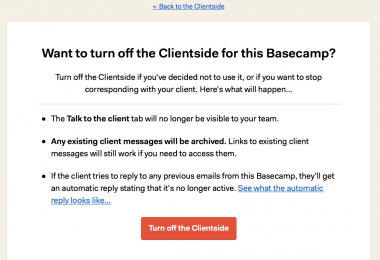 ← Back to the Clientside
Want to turn off the Clientside for this Basecamp?
Turn off the Clientside if you've decided not to use it, or if you want to stop
corresponding with your client. Here's what will happen...
• The Talk to the client tab will no longer be visible to your team.
• Any existing client messages will be archived. Links to existing client
messages will still work if you need to access them.
• If the client tries to reply to any previous emails from this Basecamp, they'll get
an automatic reply stating that it's no longer active. See what the automatic
reply looks like...
Turn off the Clientside